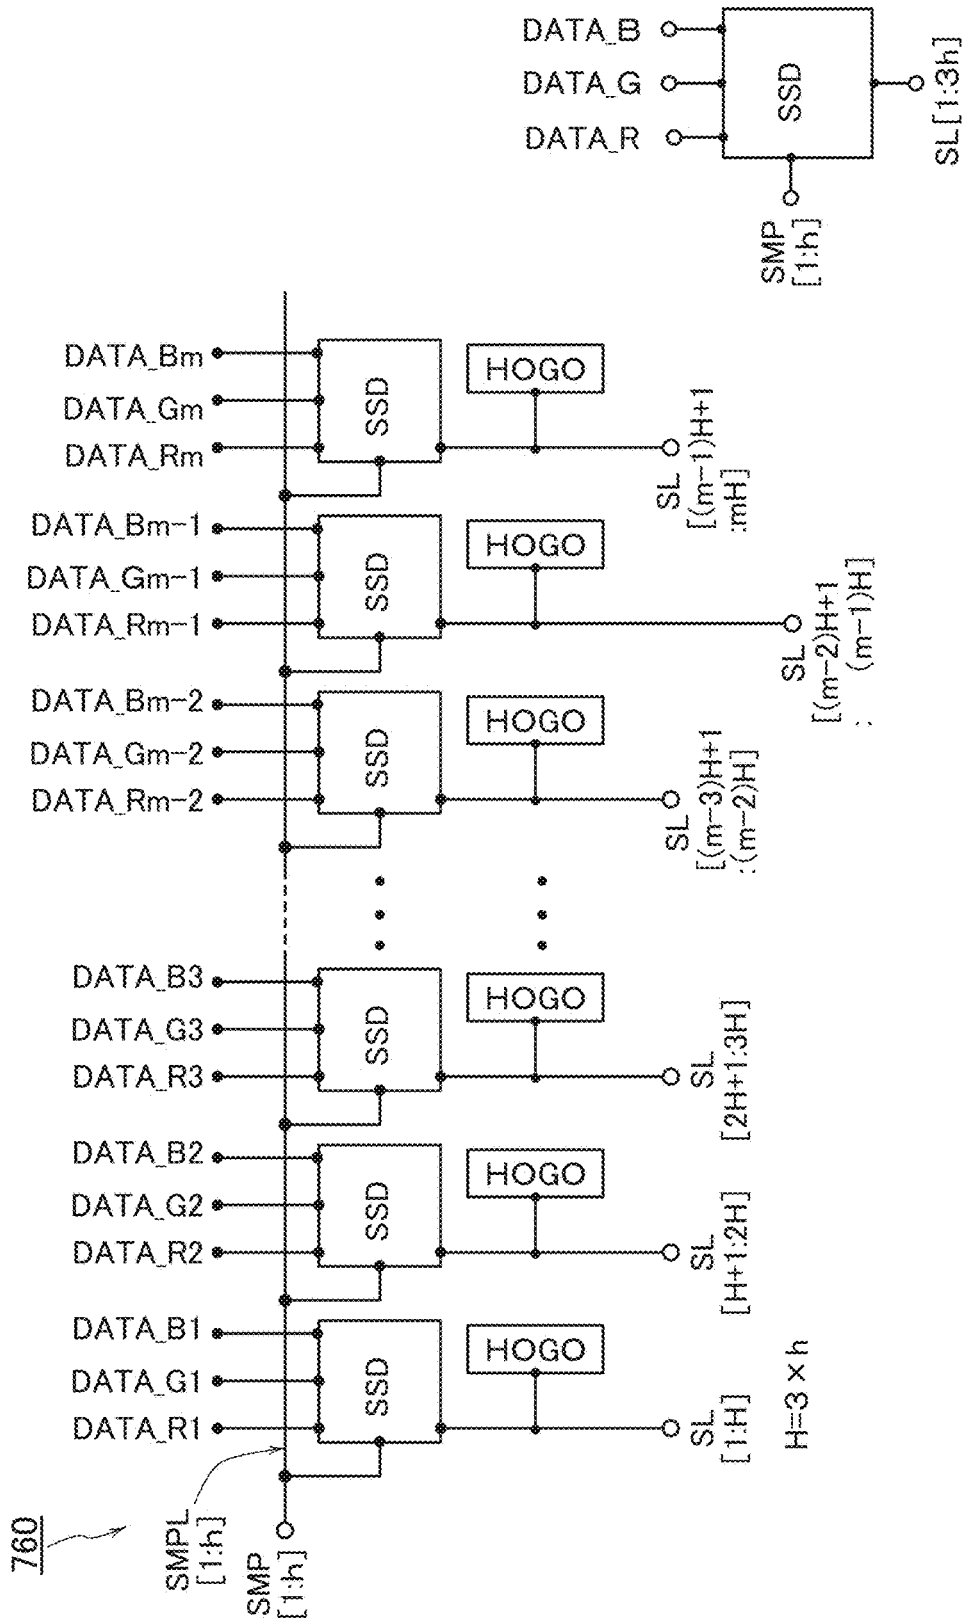 DATA_B
DATA_G
DATA_R
SSD
SMP
[1:h]
SL[1:3h]
DATA_Bm
DATA_Gm
DATA_Rm
SSD
HOGO
SL
[(m-1)H+1
:mH]
DATA_Bm-1
DATA_Gm-1
DATA_Rm-1
SSD
HOGO
SL
[(m-2)H+1
:(m-1)H]
DATA_Bm-2
DATA_Gm-2
DATA_Rm-2
SSD
HOGO
SL
[(m-3)H+1
:(m-2)H]
DATA_B3
DATA_G3
DATA_R3
SSD
HOGO
SL
[2H+1:3H]
DATA_B2
DATA_G2
DATA_R2
SSD
HOGO
SL
[H+1:2H]
DATA_B1
DATA_G1
DATA_R1
SSD
HOGO
SL
[1:H]
H=3×h
760
SMPL
[1:h]
SMP
[1:h]